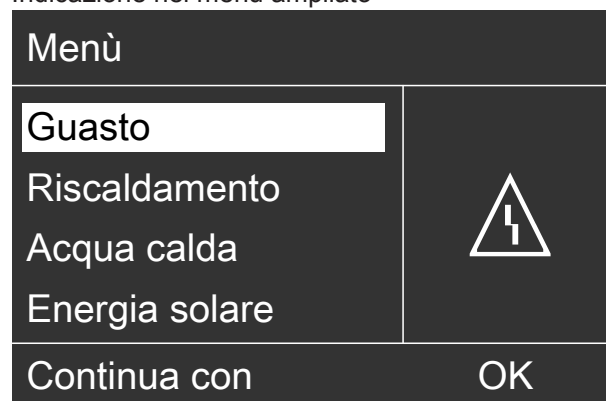 Indicazione nel menù ampliato
Menù
Guasto
Riscaldamento
Acqua calda
Energia solare
Continua con OK